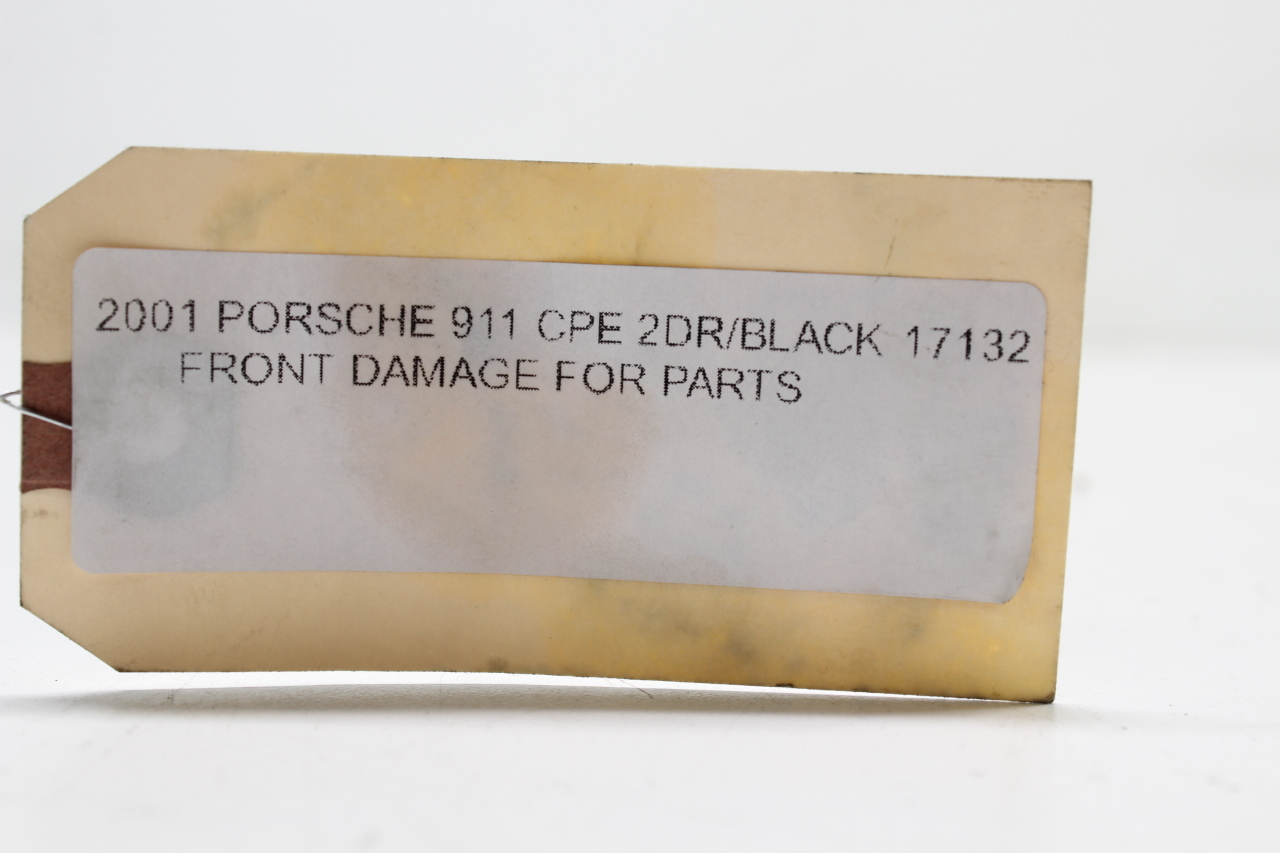 2001 PORSCHE 911 CPE 2DR/BLACK 17132
FRONT DAMAGE FOR PARTS